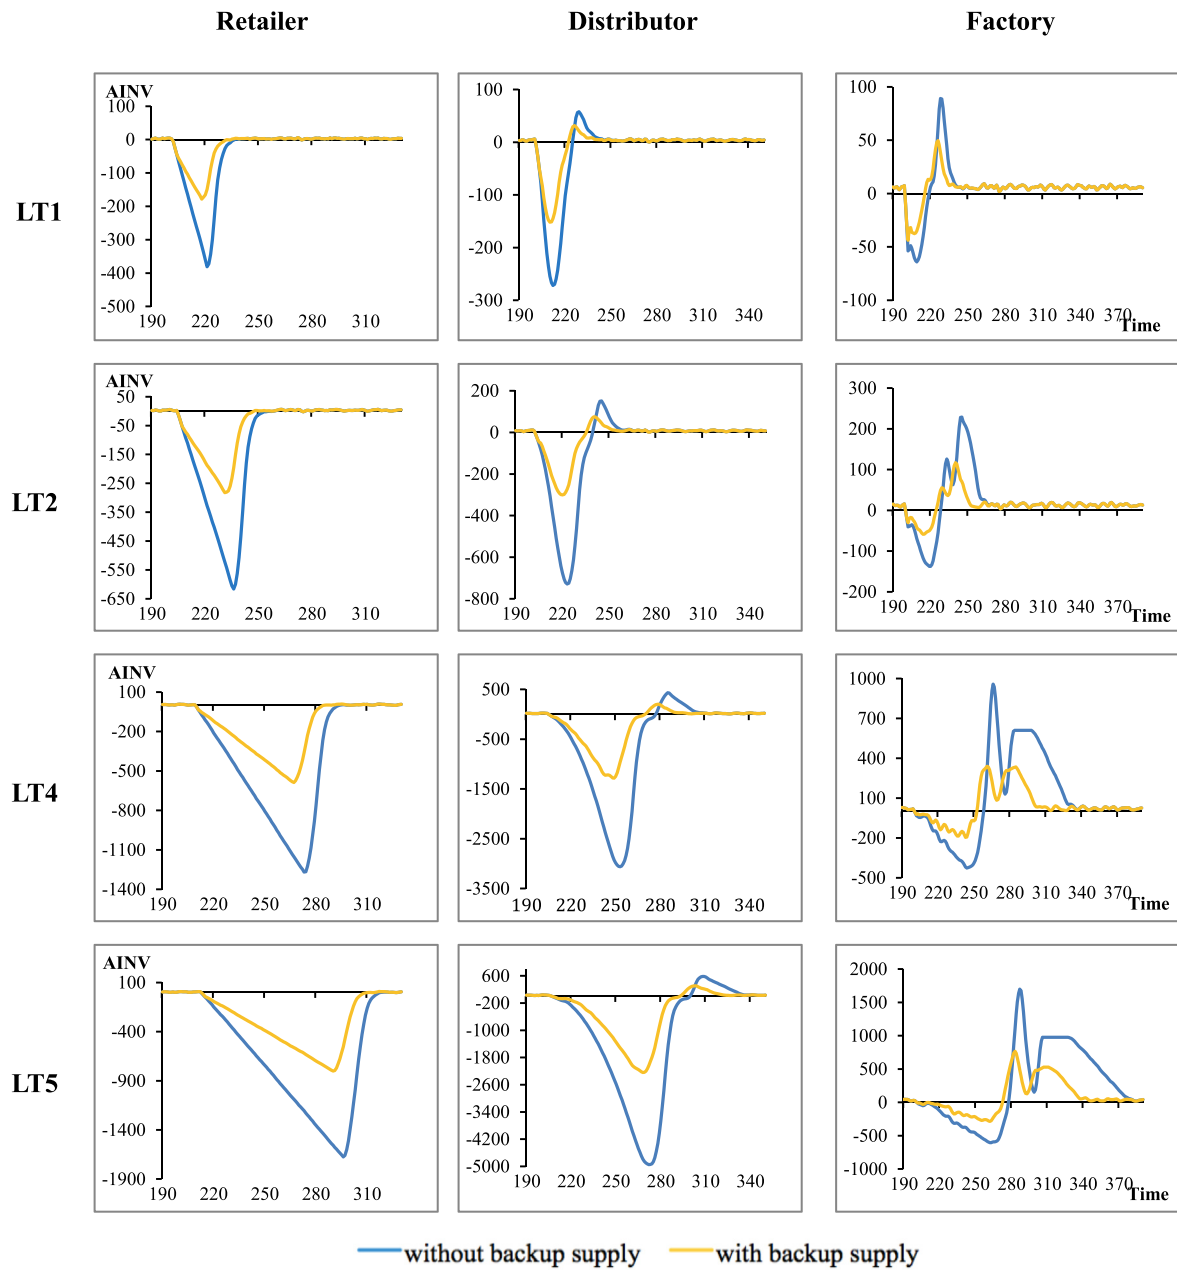 Retailer Distributor Factory
LT1
AINV
100
0
-100
-200
-300
-400
-500
190 220 250 280 310
100
0
-100
-200
-300
190 220 250 280 310 340
100
50
0
-50
-100
190 220 250 280 310 340 370
Time
LT2
AINV
50
-50
-150
-250
-350
-450
-550
-650
190 220 250 280 310
200
0
-200
-400
-600
-800
190 220 250 280 310 340
300
200
100
0
-100
-200
190 220 250 280 310 340 370
Time
LT4
AINV
100
-200
-500
-800
-1100
-1400
190 220 250 280 310
500
-500
-1500
-2500
-3500
190 220 250 280 310 340
1000
700
400
100
-200
-500
190 220 250 280 310 340 370
Time
LT5
AINV
100
-400
-900
-1400
-1900
190 220 250 280 310
600
-200
-1000
-1800
-2600
-3400
-4200
-5000
190 220 250 280 310 340
2000
1500
1000
500
0
-500
-1000
190 220 250 280 310 340 370
Time
without backup supply with backup supply